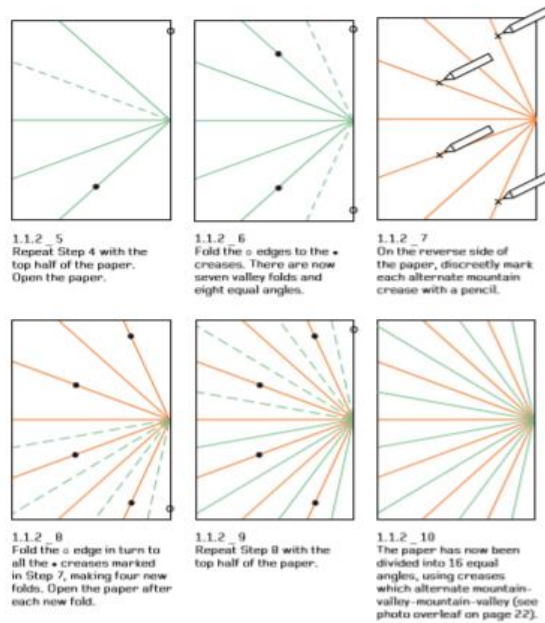 1.1.2 _ 5
Repeat Step 4 with the
top half of the paper.
Open the paper.
1.1.2 _ 6
Fold the o edges to the •
creases. There are now
seven valley folds and
eight equal angles.
1.1.2 _ 7
On the reverse side of
the paper, discreetly mark
each alternate mountain
crease with a pencil.
1.1.2 _ 8
Fold the o edge in turn to
all the • creases marked
in Step 7, making four new
folds. Open the paper after
each new fold.
1.1.2 _ 9
Repeat Step 8 with the
top half of the paper.
1.1.2 _ 10
The paper has now been
divided into 16 equal
angles, using creases
which alternate mountain-
valley-mountain-valley (see
photo overleaf on page 22).